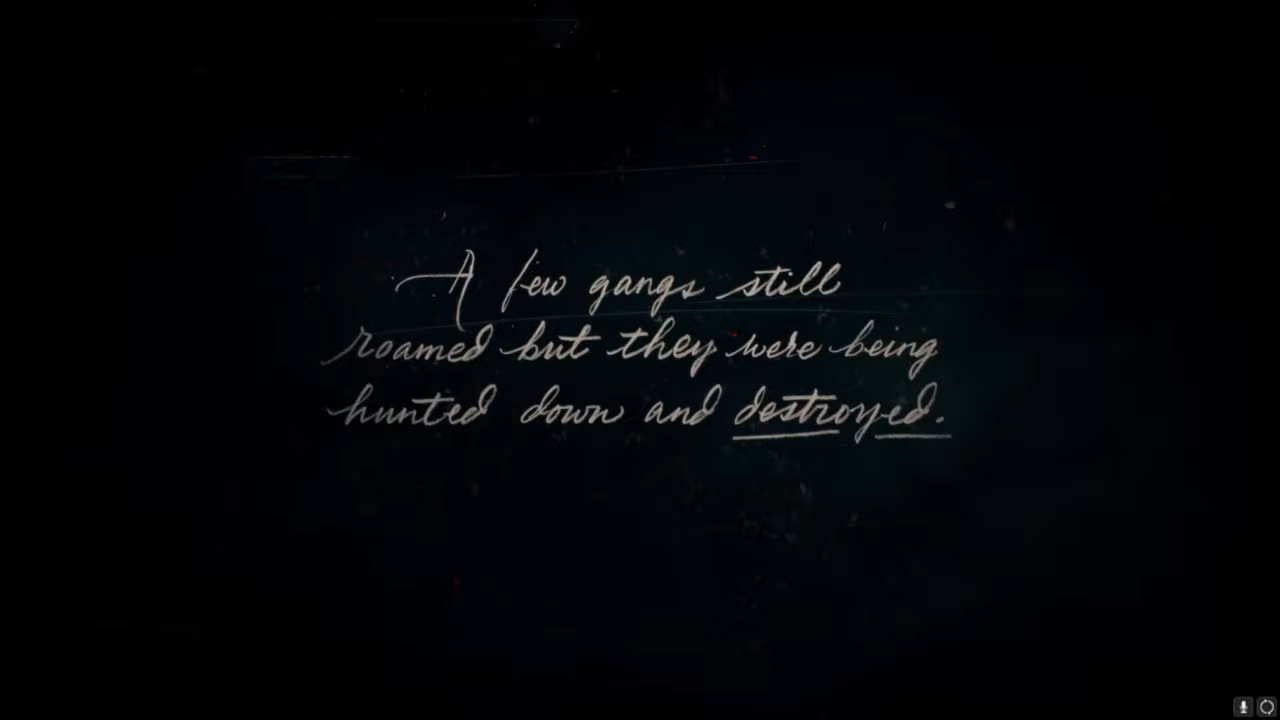 A few gangs still
roamed but they were being
hunted down and destroyed.